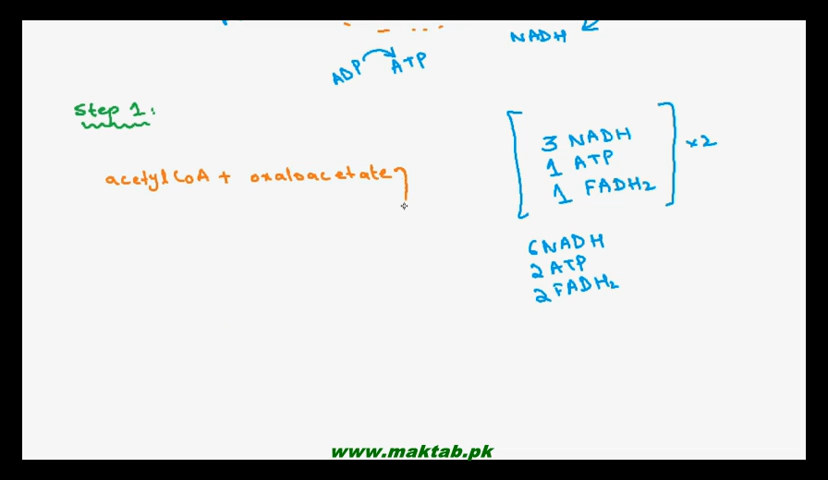 NADH
ADP ATP
Step 1:
3 NADH
1 ATP
1 FADH2
x2
acetyl CoA + oxaloacetate
6 NADH
2 ATP
2 FADH2
www.maktab.pk